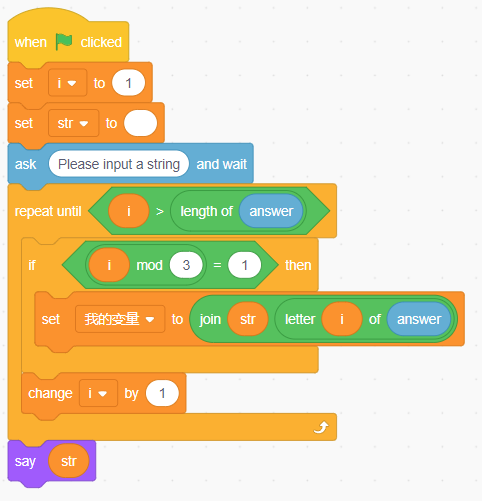 when clicked
set i to 1
set str to
ask Please input a string and wait
repeat until i > length of answer
if i mod 3 = 1 then
set 我的变量 to join str letter i of answer
change i by 1
say str